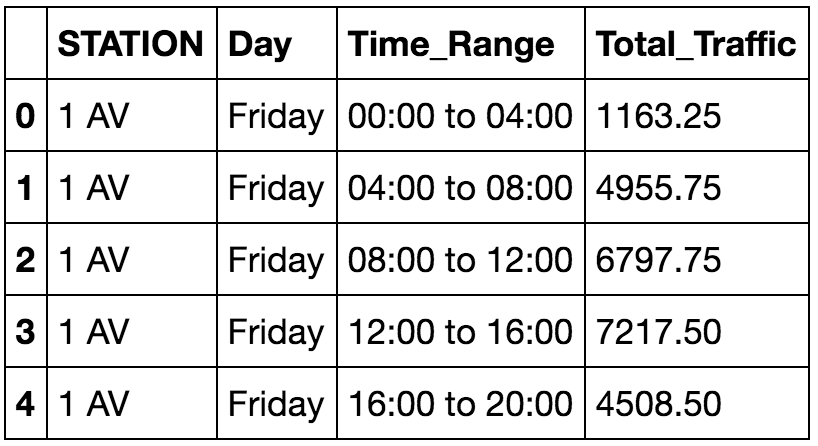 STATION Day Time_Range Total_Traffic
0 1 AV Friday 00:00 to 04:00 1163.25
1 1 AV Friday 04:00 to 08:00 4955.75
2 1 AV Friday 08:00 to 12:00 6797.75
3 1 AV Friday 12:00 to 16:00 7217.50
4 1 AV Friday 16:00 to 20:00 4508.50